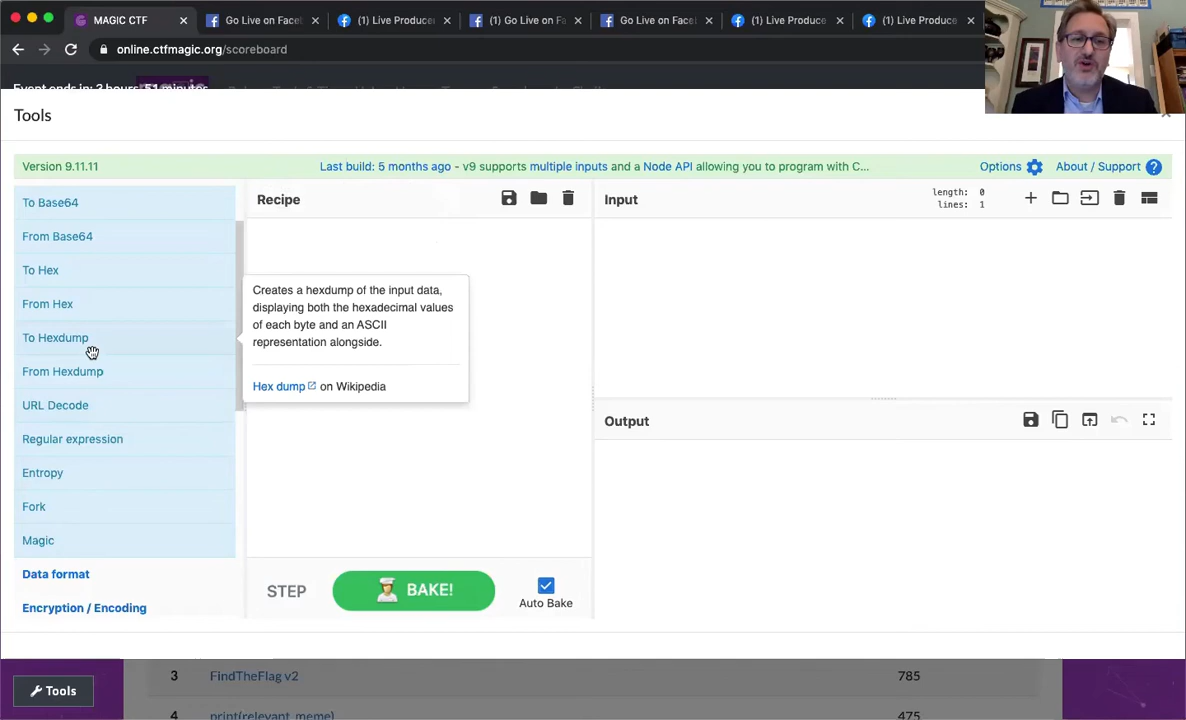 MAGIC CTF
Go Live on Facel
(1) Live Producer
(1) Go Live on Fa
Go Live on Facel
(1) Live Produce
(1) Live Produce
online.ctfmagic.org/scoreboard
Event ends in: 2 hours, 51 minutes
Tools
Version 9.11.11
Last build: 5 months ago - v9 supports multiple inputs and a Node API allowing you to program with C...
Options
About / Support
To Base64
From Base64
To Hex
From Hex
To Hexdump
From Hexdump
URL Decode
Regular expression
Entropy
Fork
Magic
Data format
Encryption / Encoding
Recipe
Creates a hexdump of the input data,
displaying both the hexadecimal values
of each byte and an ASCII
representation alongside.
Hex dump on Wikipedia
STEP
BAKE!
Auto Bake
Input
length: 0
lines: 1
Output
3 FindTheFlag v2 785
4 print(relevant_meme) 475
Tools